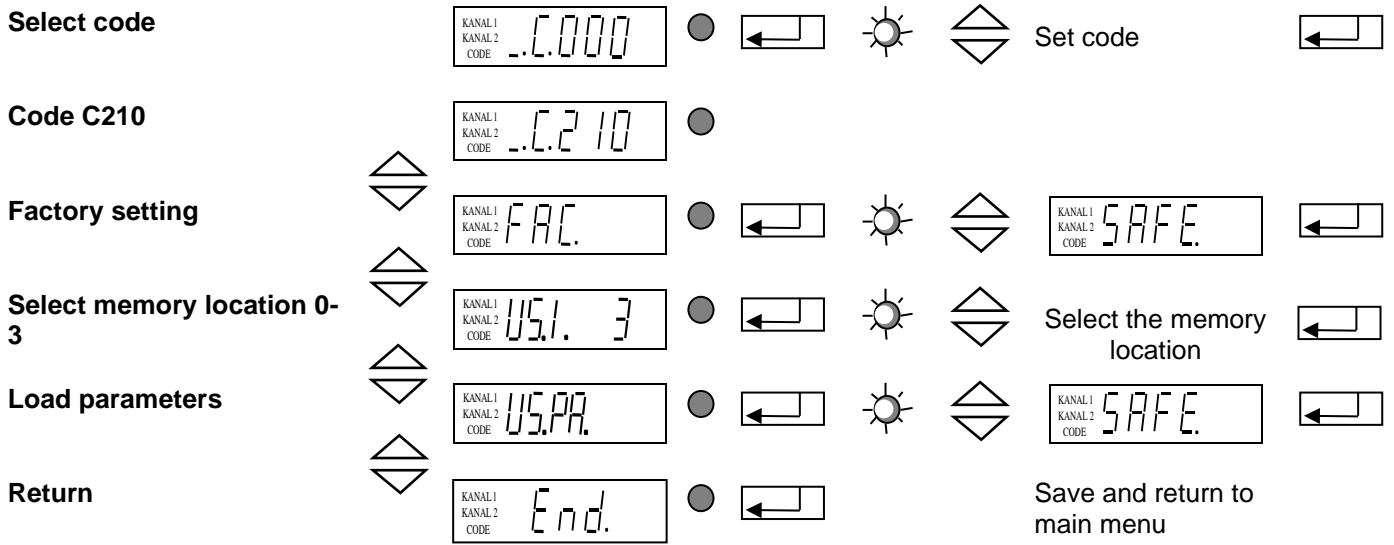 Select code
KANAL 1
KANAL 2
CODE
_.C.000
Set code
Code C210
KANAL 1
KANAL 2
CODE
_.C.210
Factory setting
KANAL 1
KANAL 2
CODE
FAC.
KANAL 1
KANAL 2
CODE
SAFE.
Select memory location 0-
3
KANAL 1
KANAL 2
CODE
US.1. 3
Select the memory
location
Load parameters
KANAL 1
KANAL 2
CODE
US.PA.
KANAL 1
KANAL 2
CODE
SAFE.
Return
KANAL 1
KANAL 2
CODE
End.
Save and return to
main menu